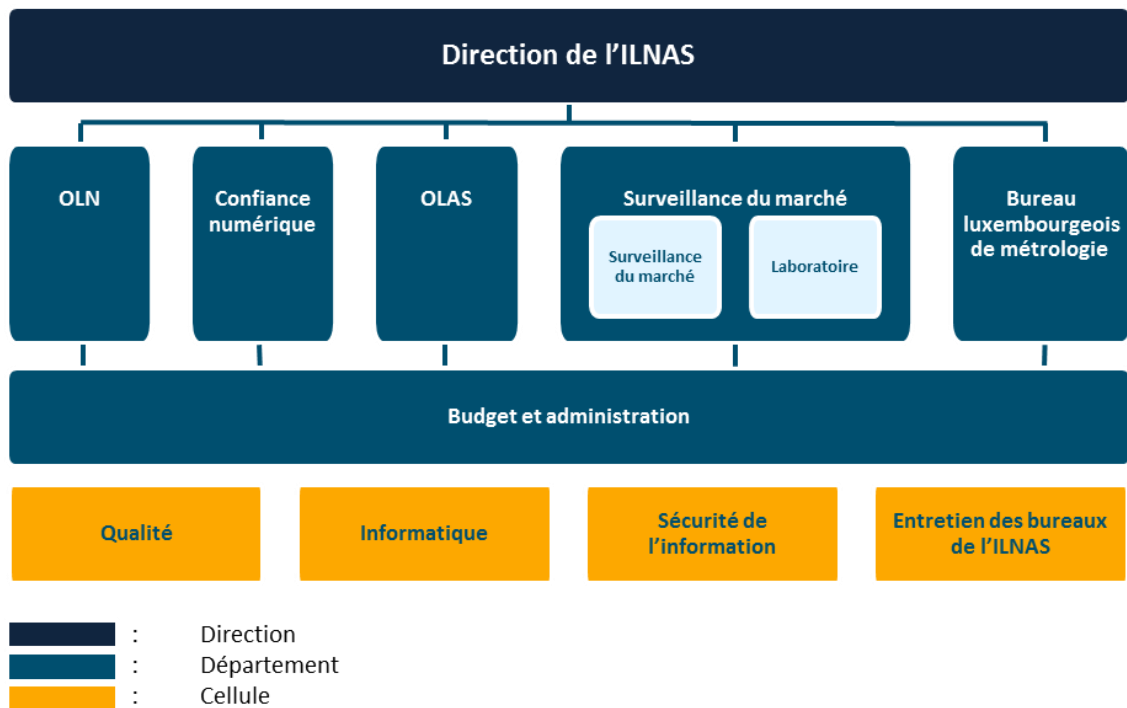 Direction de l'ILNAS
OLN
Confiance
numérique
OLAS
Surveillance du marché
Surveillance
du marché
Laboratoire
Bureau
luxembourgeois
de métrologie
Budget et administration
Qualité
Informatique
Sécurité de
l'information
Entretien des bureaux
de l'ILNAS
: Direction
: Département
: Cellule